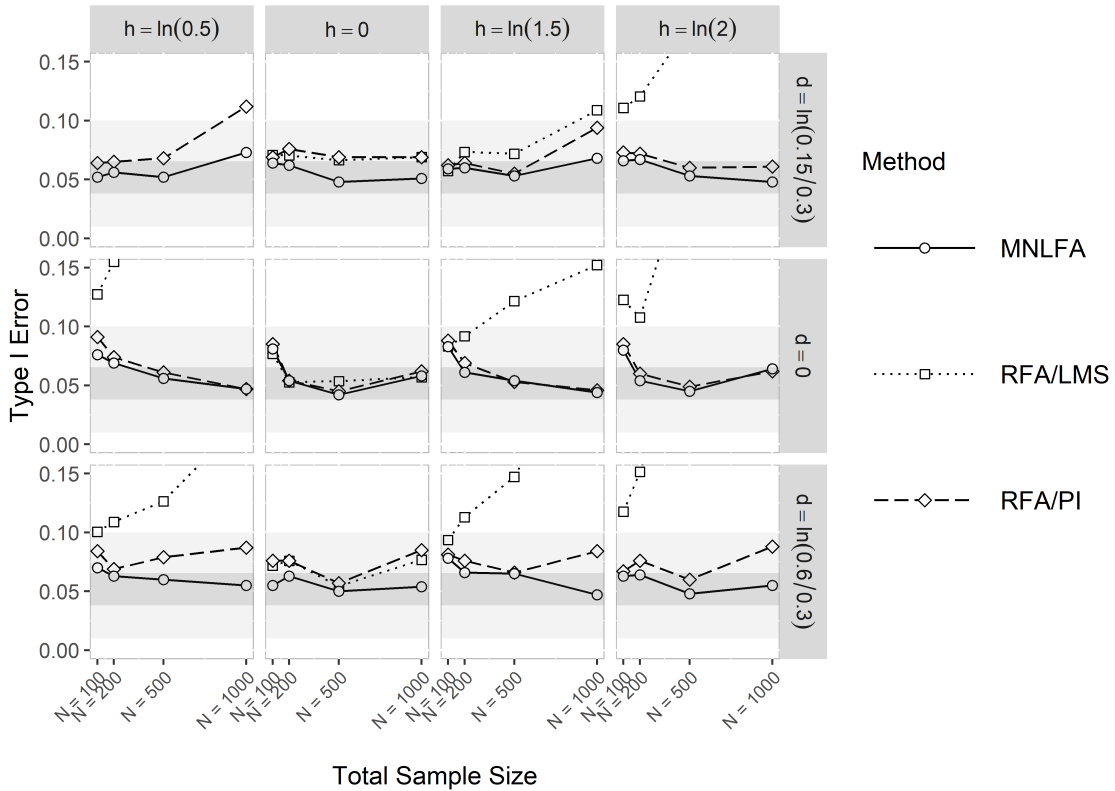 h = ln(0.5)
h = 0
h = ln(1.5)
h = ln(2)
0.15
0.10
0.05
0.00
d = ln(0.15/0.3)
0.15
0.10
0.05
0.00
d = 0
0.15
0.10
0.05
0.00
d = ln(0.6/0.3)
Type I Error
N = 100
N = 200
N = 500
N = 1000
N = 100
N = 200
N = 500
N = 1000
N = 100
N = 200
N = 500
N = 1000
N = 100
N = 200
N = 500
N = 1000
Total Sample Size
Method
MNLFA
RFA/LMS
RFA/PI